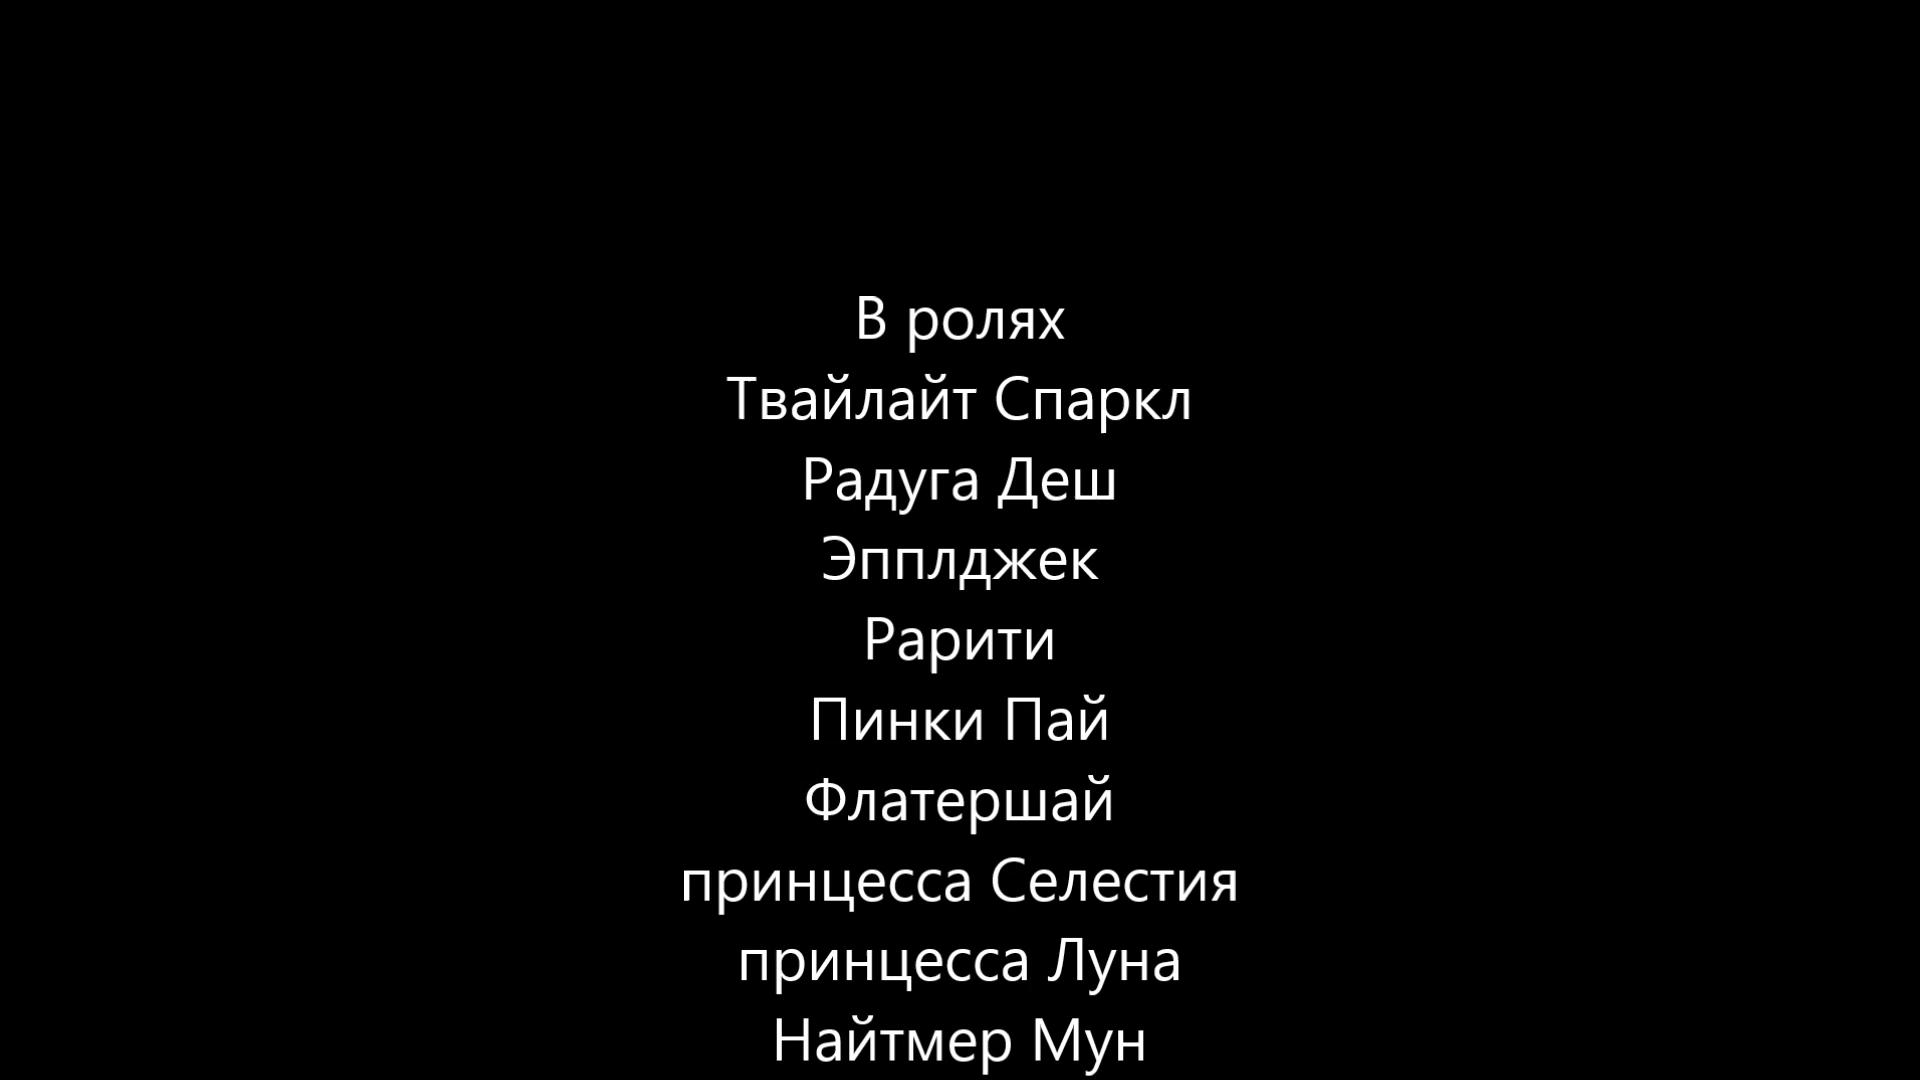 В ролях
Твайлайт Спаркл
Радуга Деш
Эпплджек
Рарити
Пинки Пай
Флатершай
принцесса Селестия
принцесса Луна
Найтмер Мун